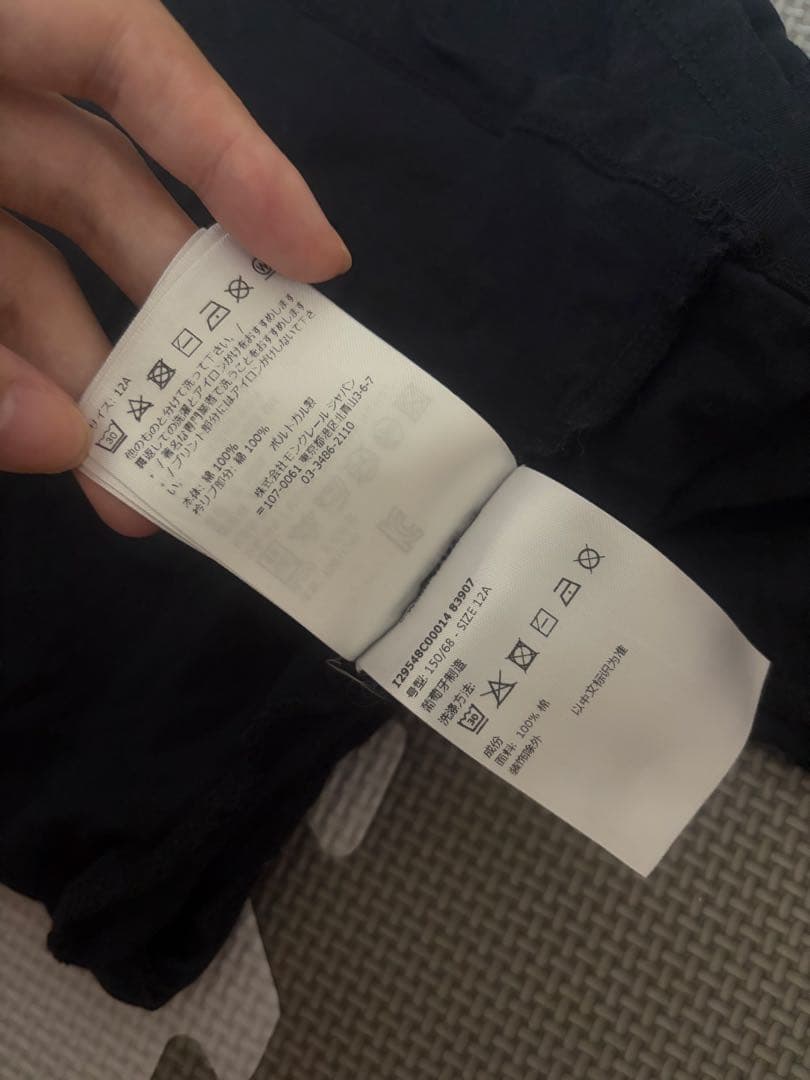 サイズ: 12A
30
他のものと分けて洗って下さい。/
裏返しての洗濯とアイロンがけをおすすめします
。/ 著名な専門業者で洗うことをおすすめします
。/プリント部分にはアイロンがけしないで下さ
い。
本体: 綿 100%
衿リブ部分: 綿 100%
ポルトガル製
株式会社モンクレール ジャパン
〒107-0061 東京都港区北青山3-6-7
03-3486-2110
I29548C00014 83907
号型: 150/68 - SIZE 12A
葡萄牙制造
洗涤方法:
30
成份
面料: 100% 棉
装饰除外
以中文标识为准